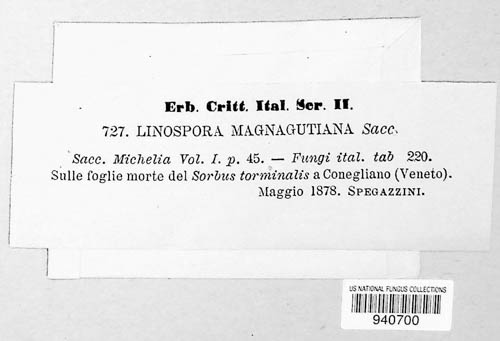 Erb. Critt. Ital. Ser. II.
727. LINOSPORA MAGNAGUTIANA Sacc.
Sacc. Michelia Vol. I. p. 45. — Fungi ital. tab 220.
Sulle foglie morte del Sorbus torminalis a Conegliano (Veneto).
Maggio 1878. SPEGAZZINI.
US NATIONAL FUNGUS COLLECTIONS
940700